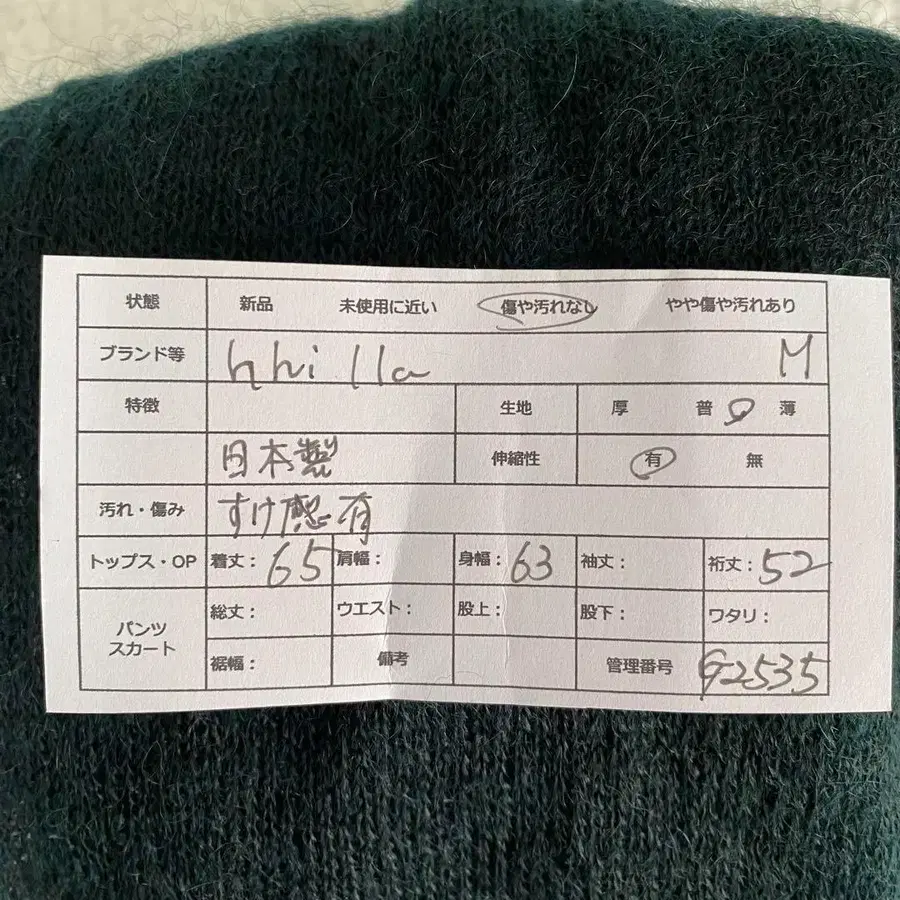 状態 新品 未使用に近い 傷や汚れなし やや傷や汚れあり
ブランド等 hhilla M
特徴 生地 厚 普 薄
日本製 伸縮性 有 無
汚れ・傷み すけ感有
トップス・OP 着丈: 65 肩幅: 身幅: 63 袖丈: 裄丈: 52
パンツ スカート 総丈: ウエスト: 股上: 股下: ワタリ:
裾幅: 備考 管理番号 G2535